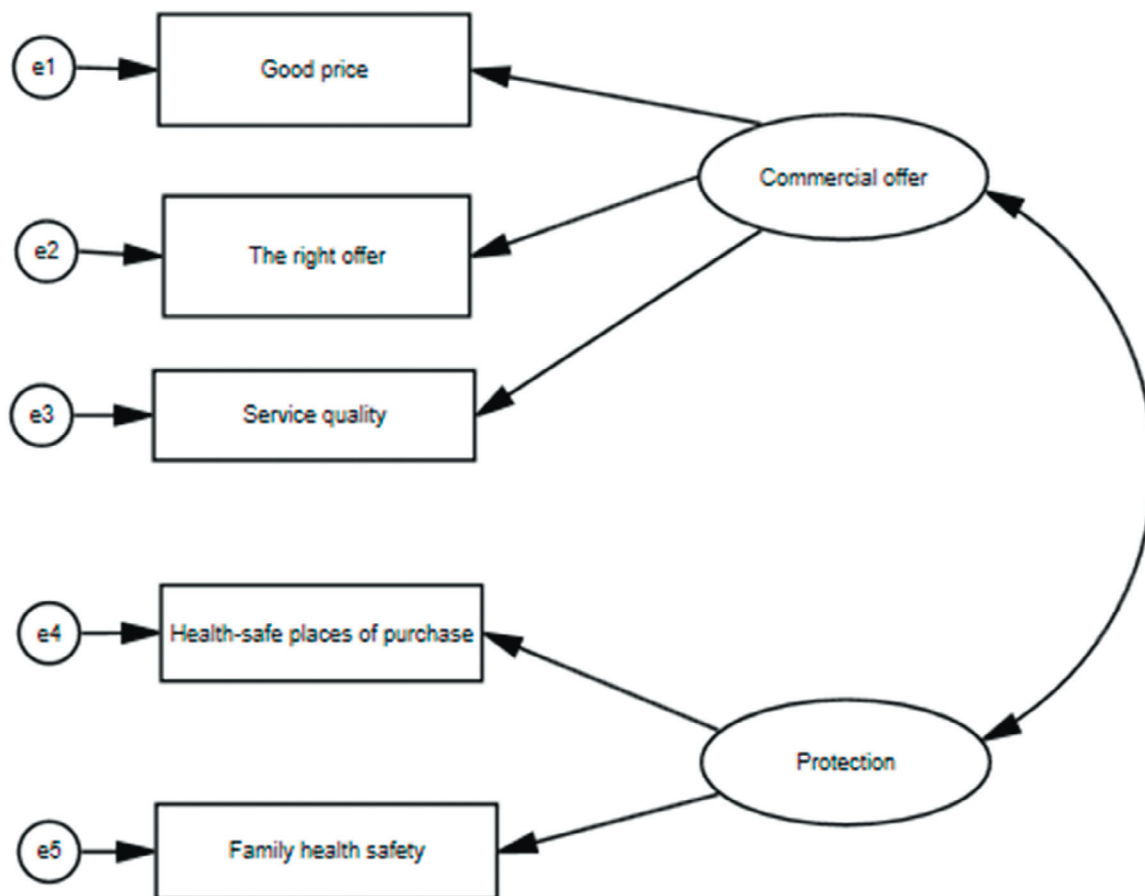 e1
Good price
Commercial offer
e2
The right offer
e3
Service quality
e4
Health-safe places of purchase
Protection
e5
Family health safety